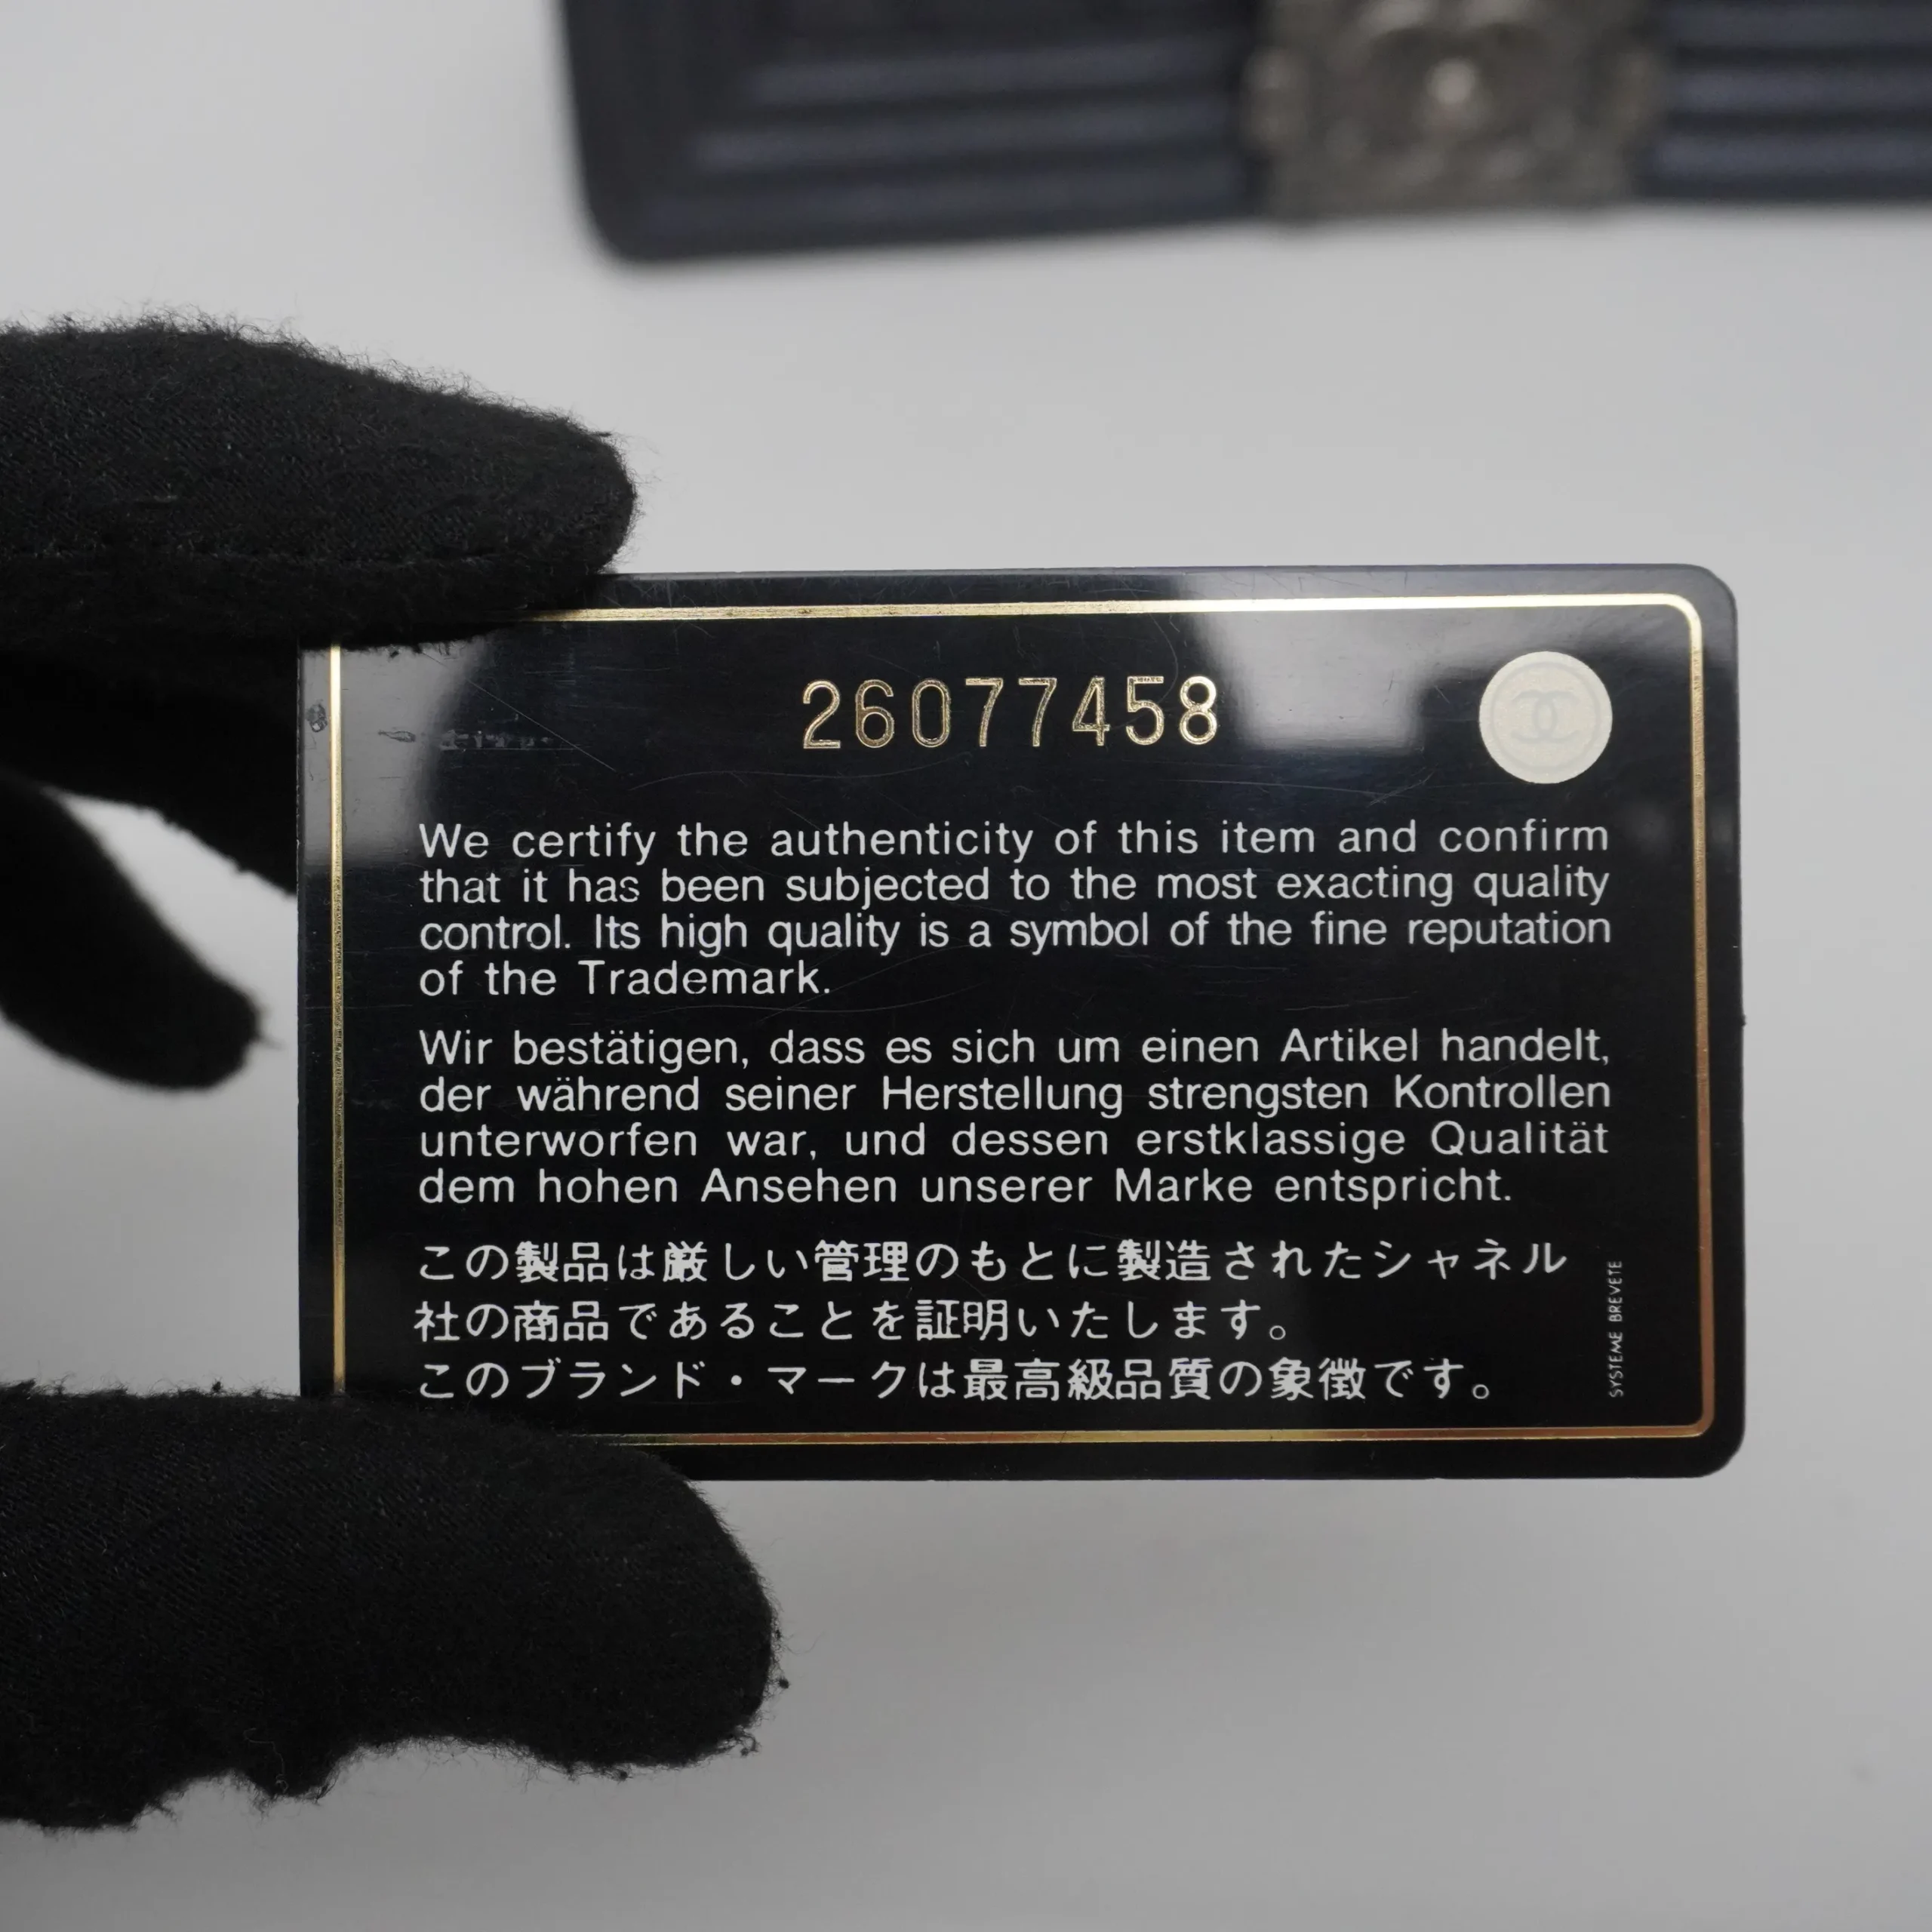 26077458
We certify the authenticity of this item and confirm
that it has been subjected to the most exacting quality
control. Its high quality is a symbol of the fine reputation
of the Trademark.
Wir bestätigen, dass es sich um einen Artikel handelt,
der während seiner Herstellung strengsten Kontrollen
unterworfen war, und dessen erstklassige Qualität
dem hohen Ansehen unserer Marke entspricht.
この製品は厳しい管理のもとに製造されたシャネル
社の商品であることを証明いたします。
このブランド・マークは最高級品質の象徴です。
SYSTEME BREVETE